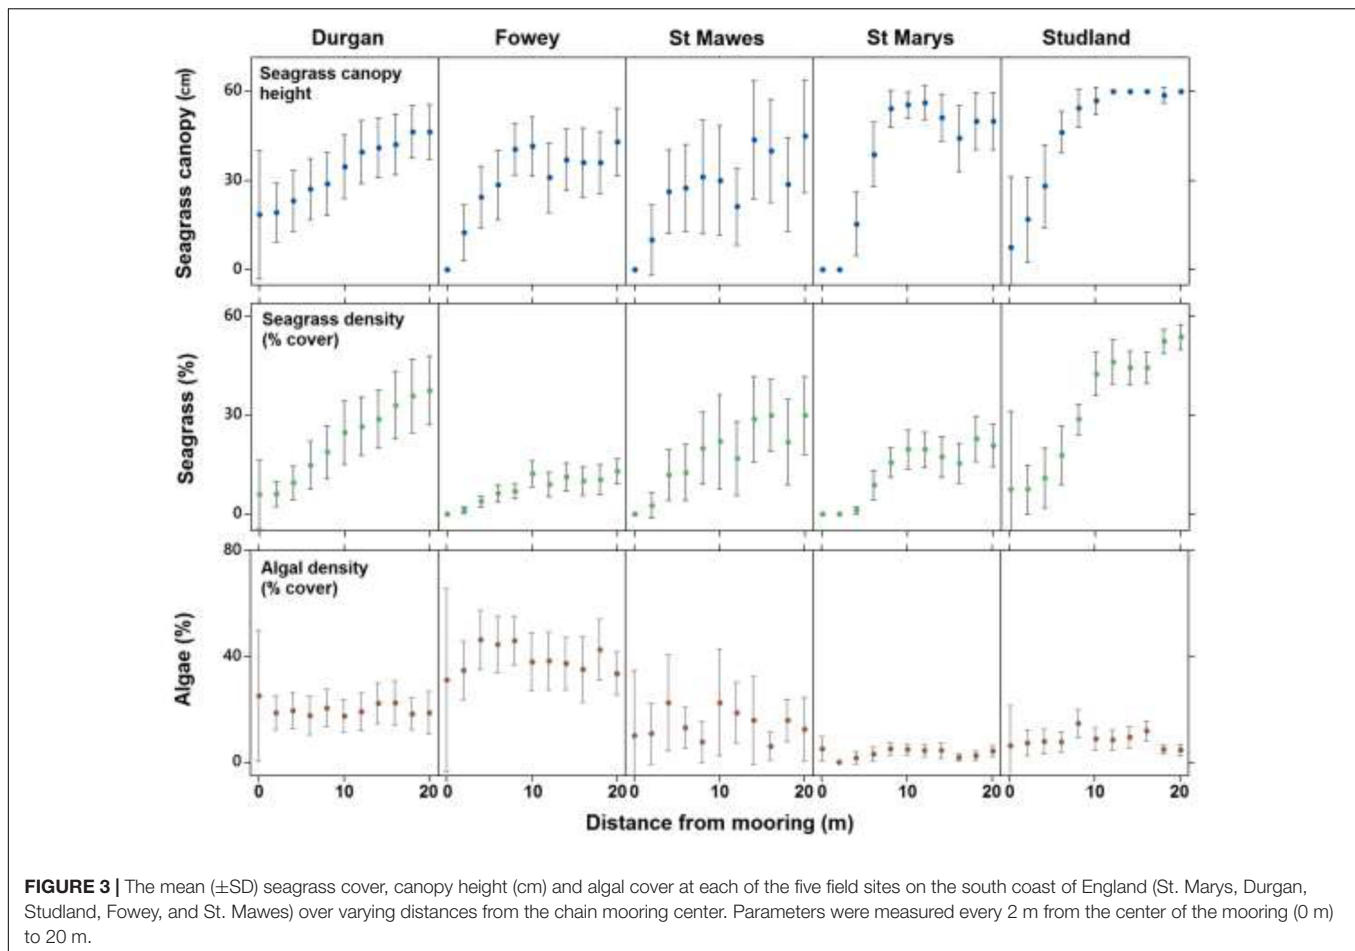 Durgan Fowey St Mawes St Marys Studland
Seagrass canopy (cm)
Seagrass canopy
height
60
30
0
Seagrass (%)
Seagrass density
(% cover)
60
30
0
Algae (%)
Algal density
(% cover)
80
40
0
0 10 20 0 10 20 0 10 20 0 10 20 0 10 20
Distance from mooring (m)
FIGURE 3 | The mean (±SD) seagrass cover, canopy height (cm) and algal cover at each of the five field sites on the south coast of England (St. Marys, Durgan,
Studland, Fowey, and St. Mawes) over varying distances from the chain mooring center. Parameters were measured every 2 m from the center of the mooring (0 m)
to 20 m.